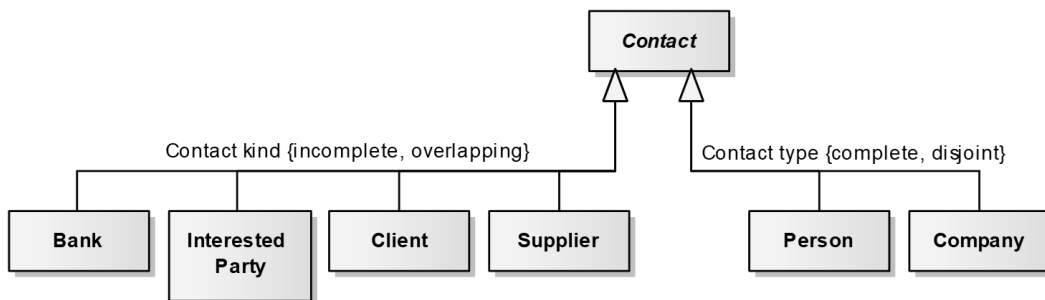 Contact
Contact kind {incomplete, overlapping}
Contact type {complete, disjoint}
Bank
Interested
Party
Client
Supplier
Person
Company